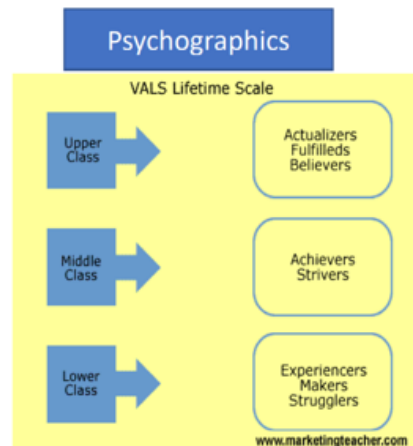 Psychographics
VALS Lifetime Scale
Upper
Class
Actualizers
Fulfilleds
Believers
Middle
Class
Achievers
Strivers
Lower
Class
Experiencers
Makers
Strugglers
www.marketingteacher.com